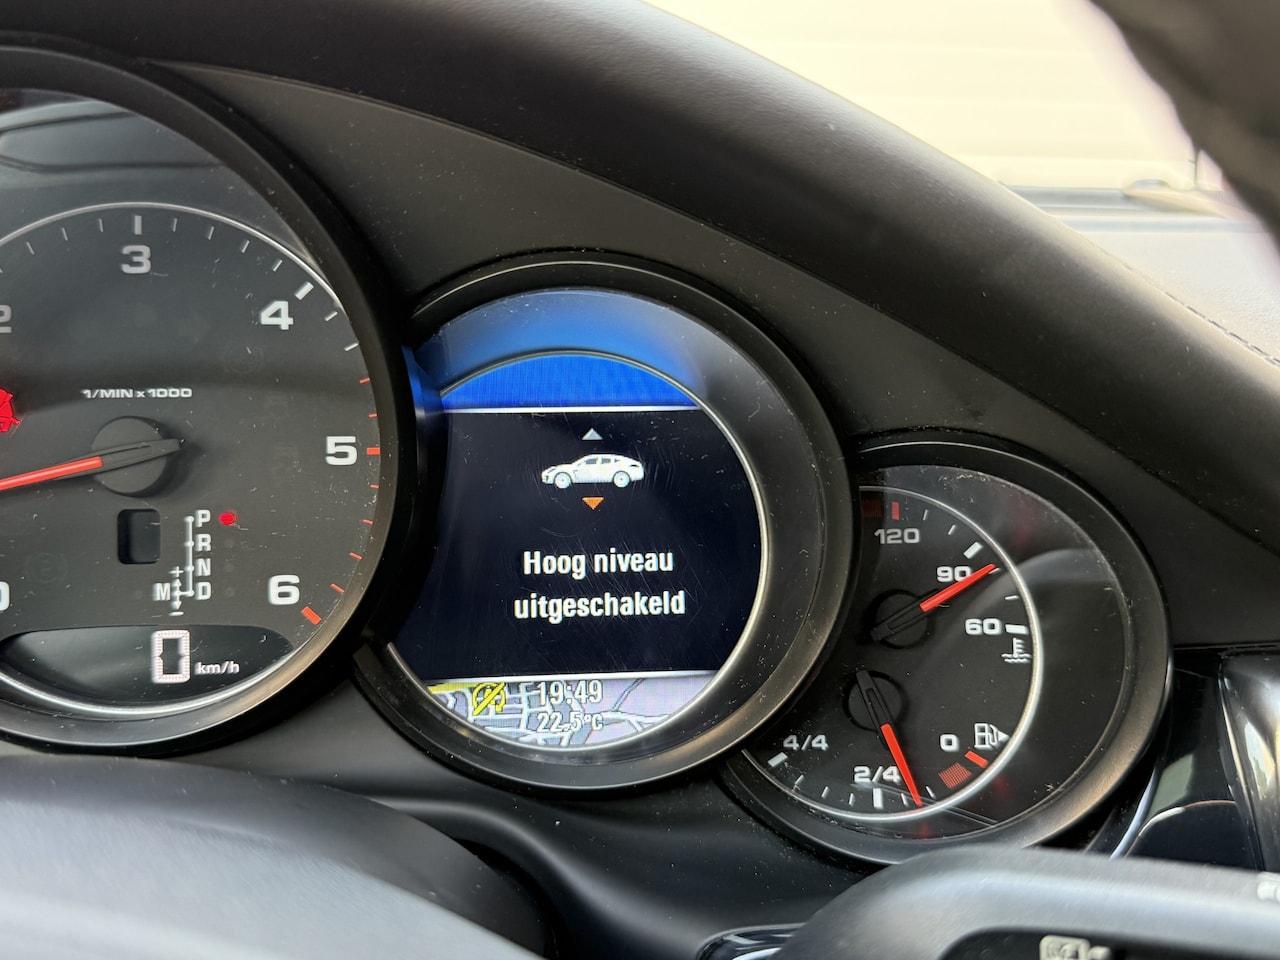 3
4
1/MIN x 1000
5
P
R
N
M D
6
0 km/h
Hoog niveau
uitgeschakeld
19:49
22.5°C
120
90
60
4/4
2/4
0